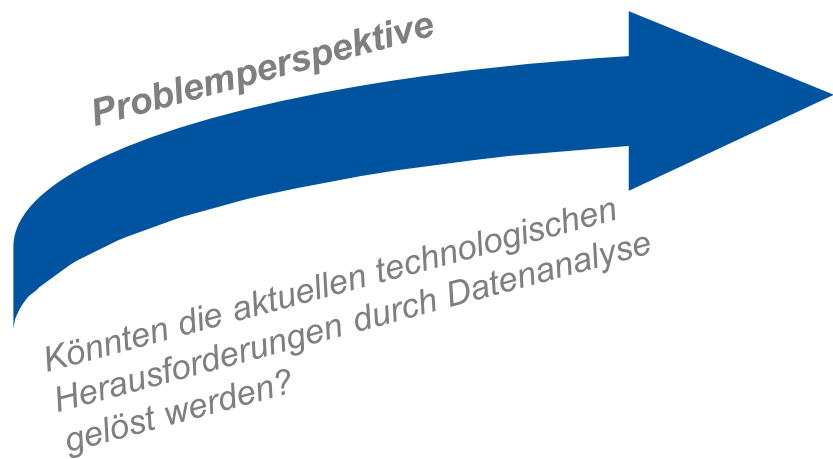 Problemperspektive
Könnten die aktuellen technologischen
Herausforderungen durch Datenanalyse
gelöst werden?